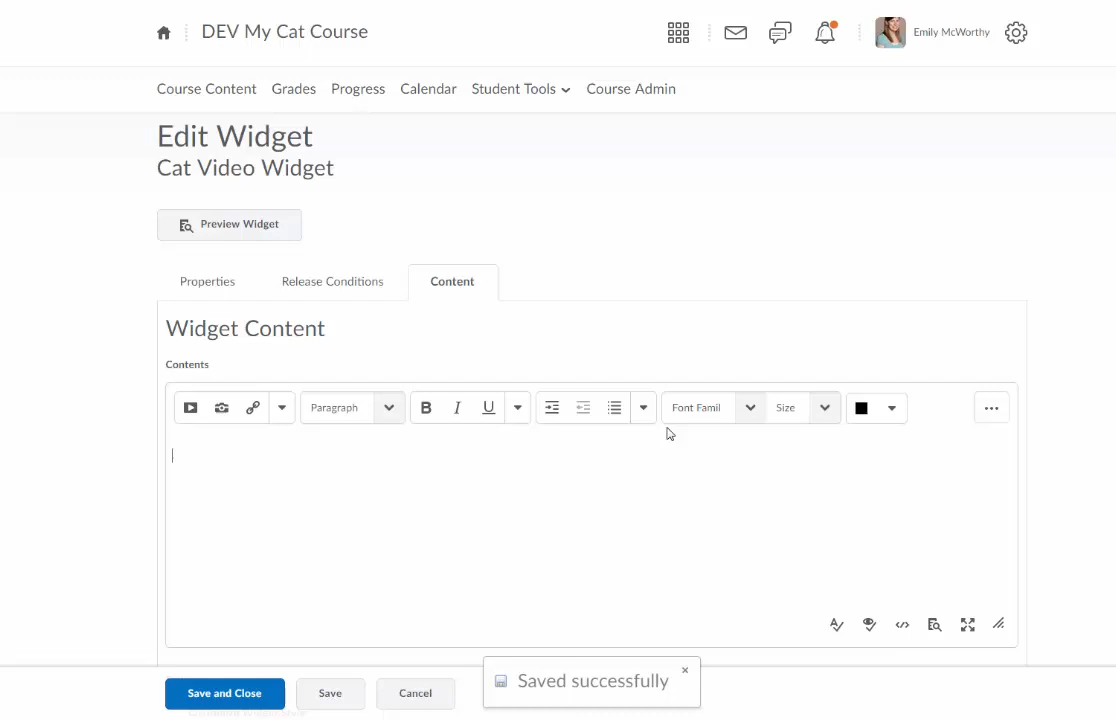 DEV My Cat Course
Emily McWorthy
Course Content Grades Progress Calendar Student Tools Course Admin
Edit Widget
Cat Video Widget
Preview Widget
Properties Release Conditions Content
Widget Content
Contents
Paragraph B I U Font Famil Size
Saved successfully
Save and Close Save Cancel